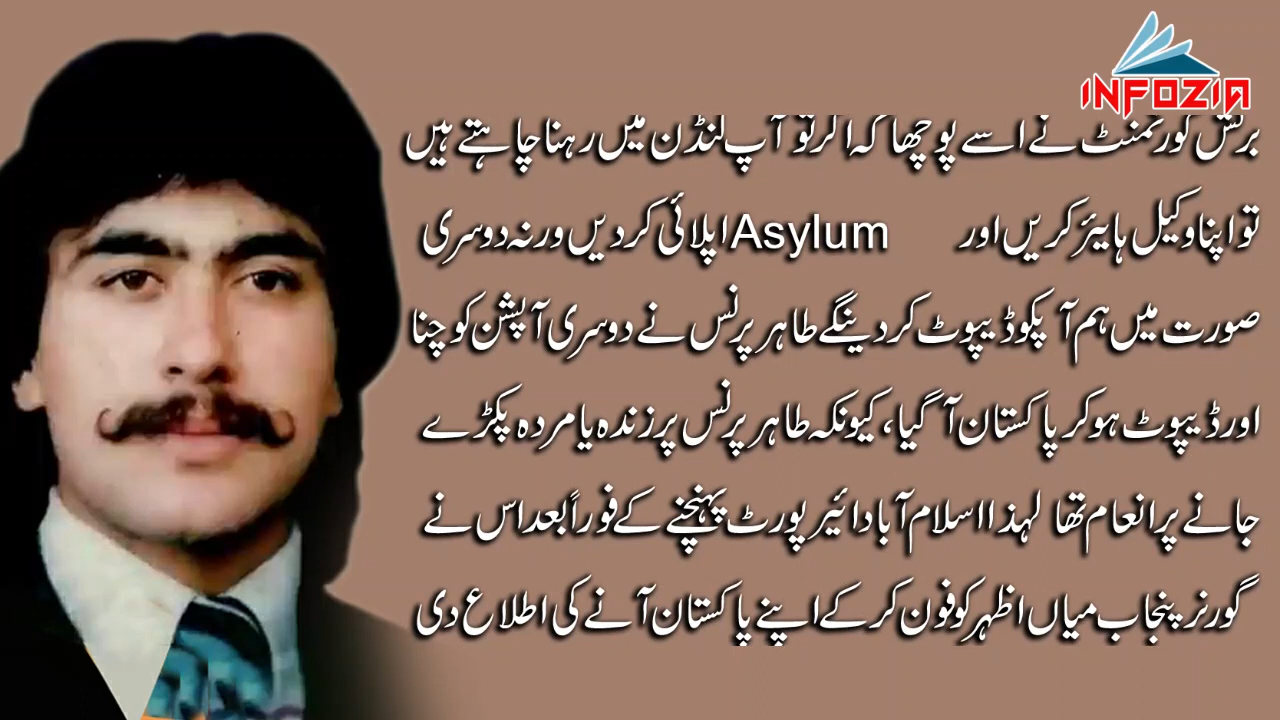 INFOZIA
برٹش گورنمنٹ نے اسے پوچھا کہ اگر تو آپ لنڈن میں رہنا چاہتے ہیں
تو اپنا وکیل ہایئر کریں اور Asylum اپلائی کر دیں ورنہ دوسری
صورت میں ہم آپکو ڈیپوٹ کر دینگے طاہر پرنس نے دوسری آپشن کو چنا
اور ڈیپوٹ ہو کر پاکستان آ گیا، کیونکہ طاہر پرنس پر زندہ یا مردہ پکڑے
جانے پر انعام تھا لہذا اسلام آباد ائیر پورٹ پہنچنے کے فوراً بعد اس نے
گورنر پنجاب میاں اظہر کو فون کر کے اپنے پاکستان آنے کی اطلاع دی